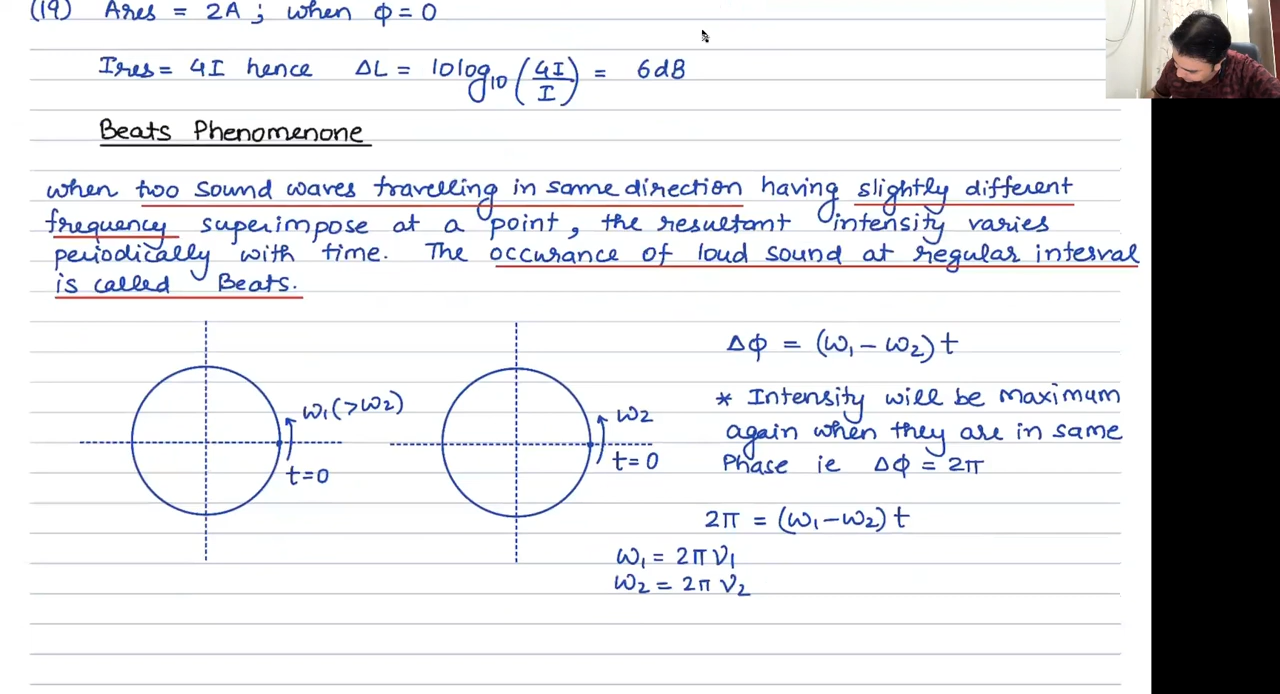 (19) Ares = 2A ; when ϕ = 0
Ires = 4I hence ΔL = 10log10 (4I/I) = 6dB
Beats Phenomenone
when two sound waves travelling in same direction having slightly different
frequency superimpose at a point, the resultant intensity varies
periodically with time. The occurance of loud sound at regular interval
is called Beats.
Δϕ = (ω1 - ω2) t
ω1 (>ω2)
t=0
ω2
t=0
* Intensity will be maximum
again when they are in same
Phase ie Δϕ = 2π
2π = (ω1 - ω2) t
ω1 = 2π ν1
ω2 = 2π ν2